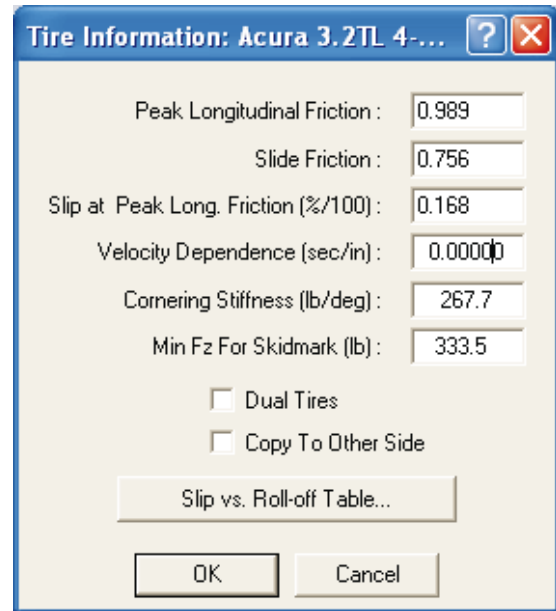 Tire Information: Acura 3.2TL 4-...
Peak Longitudinal Friction : 0.989
Slide Friction : 0.756
Slip at Peak Long. Friction (%/100) : 0.168
Velocity Dependence (sec/in) : 0.00000
Cornering Stiffness (lb/deg) : 267.7
Min Fz For Skidmark (lb) : 333.5
Dual Tires
Copy To Other Side
Slip vs. Roll-off Table...
OK Cancel